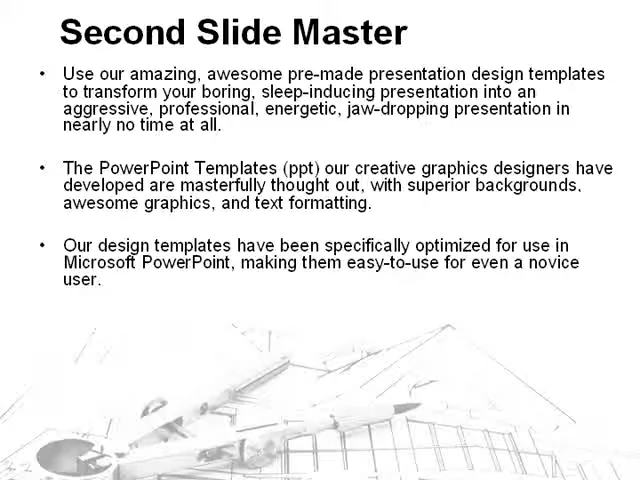 Second Slide Master
• Use our amazing, awesome pre-made presentation design templates
to transform your boring, sleep-inducing presentation into an
aggressive, professional, energetic, jaw-dropping presentation in
nearly no time at all.
• The PowerPoint Templates (ppt) our creative graphics designers have
developed are masterfully thought out, with superior backgrounds,
awesome graphics, and text formatting.
• Our design templates have been specifically optimized for use in
Microsoft PowerPoint, making them easy-to-use for even a novice
user.